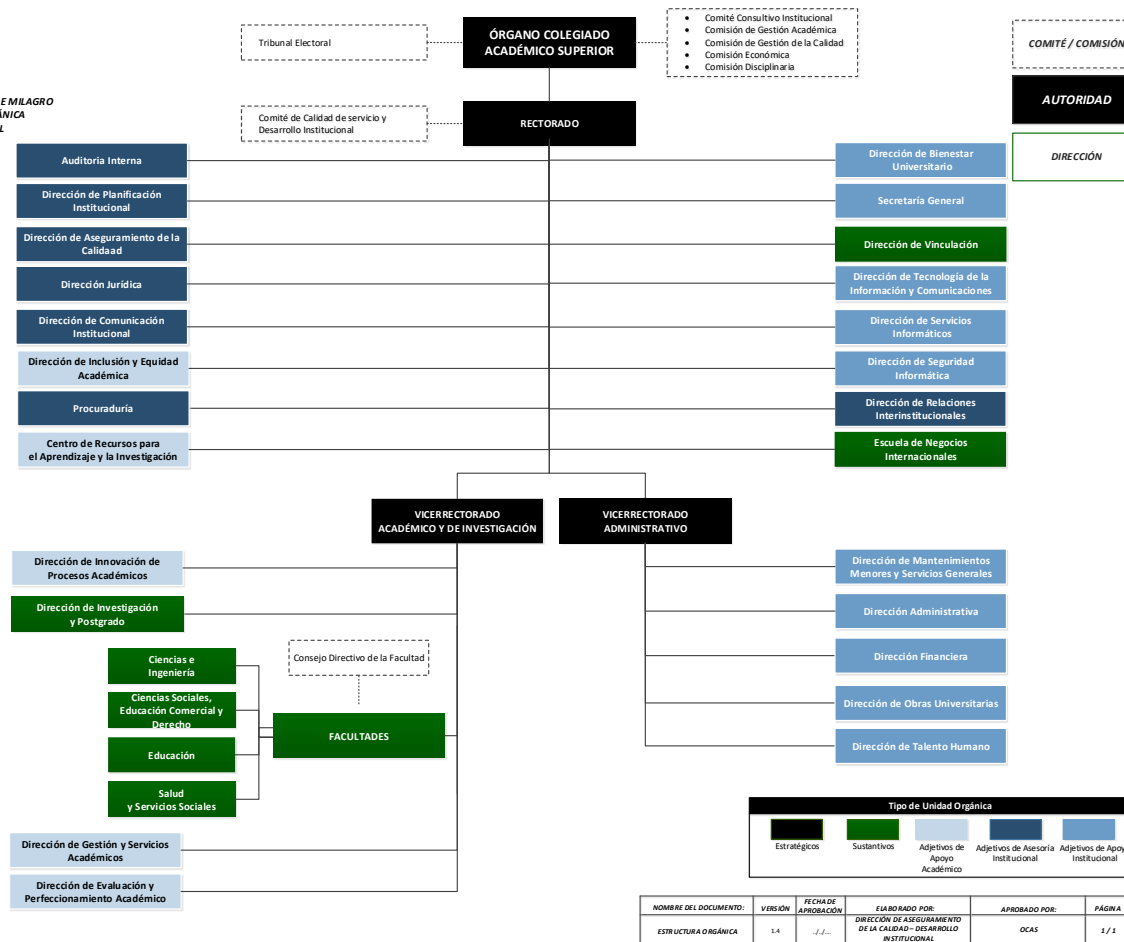 ÓRGANO COLEGIADO
ACADÉMICO SUPERIOR
Tribunal Electoral
• Comité Consultivo Institucional
• Comisión de Gestión Académica
• Comisión de Gestión de la Calidad
• Comisión Económica
• Comisión Disciplinaria
COMITÉ / COMISIÓN
AUTORIDAD
DIRECCIÓN
E MILAGRO
ÁNICA
L
Comité de Calidad de servicio y
Desarrollo Institucional
RECTORADO
Auditoria Interna
Dirección de Planificación
Institucional
Dirección de Aseguramiento de la
Calidaad
Dirección Jurídica
Dirección de Comunicación
Institucional
Dirección de Inclusión y Equidad
Académica
Procuraduría
Centro de Recursos para
el Aprendizaje y la Investigación
Dirección de Bienestar
Universitario
Secretaría General
Dirección de Vinculación
Dirección de Tecnología de la
Información y Comunicaciones
Dirección de Servicios
Informáticos
Dirección de Seguridad
Informática
Dirección de Relaciones
Interinstitucionales
Escuela de Negocios
Internacionales
VICERRECTORADO
ACADÉMICO Y DE INVESTIGACIÓN
VICERRECTORADO
ADMINISTRATIVO
Dirección de Innovación de
Procesos Académicos
Dirección de Investigación
y Postgrado
Consejo Directivo de la Facultad
Ciencias e
Ingeniería
Ciencias Sociales,
Educación Comercial y
Derecho
Educación
Salud
y Servicios Sociales
FACULTADES
Dirección de Gestión y Servicios
Académicos
Dirección de Evaluación y
Perfeccionamiento Académico
Dirección de Mantenimientos
Menores y Servicios Generales
Dirección Administrativa
Dirección Financiera
Dirección de Obras Universitarias
Dirección de Talento Humano
Tipo de Unidad Orgánica
Estratégicos
Sustantivos
Adjetivos de
Apoyo
Académico
Adjetivos de Asesoría
Institucional
Adjetivos de Apoy
Institucional
NOMBRE DEL DOCUMENTO:
VERSIÓN
FECHA DE
APROBACIÓN
ELABORADO POR:
APROBADO POR:
PÁGINA
ESTRUCTURA ORGÁNICA
1.4
../../....
DIRECCIÓN DE ASEGURAMIENTO
DE LA CALIDAD – DESARROLLO
INSTITUCIONAL
OCAS
1 / 1